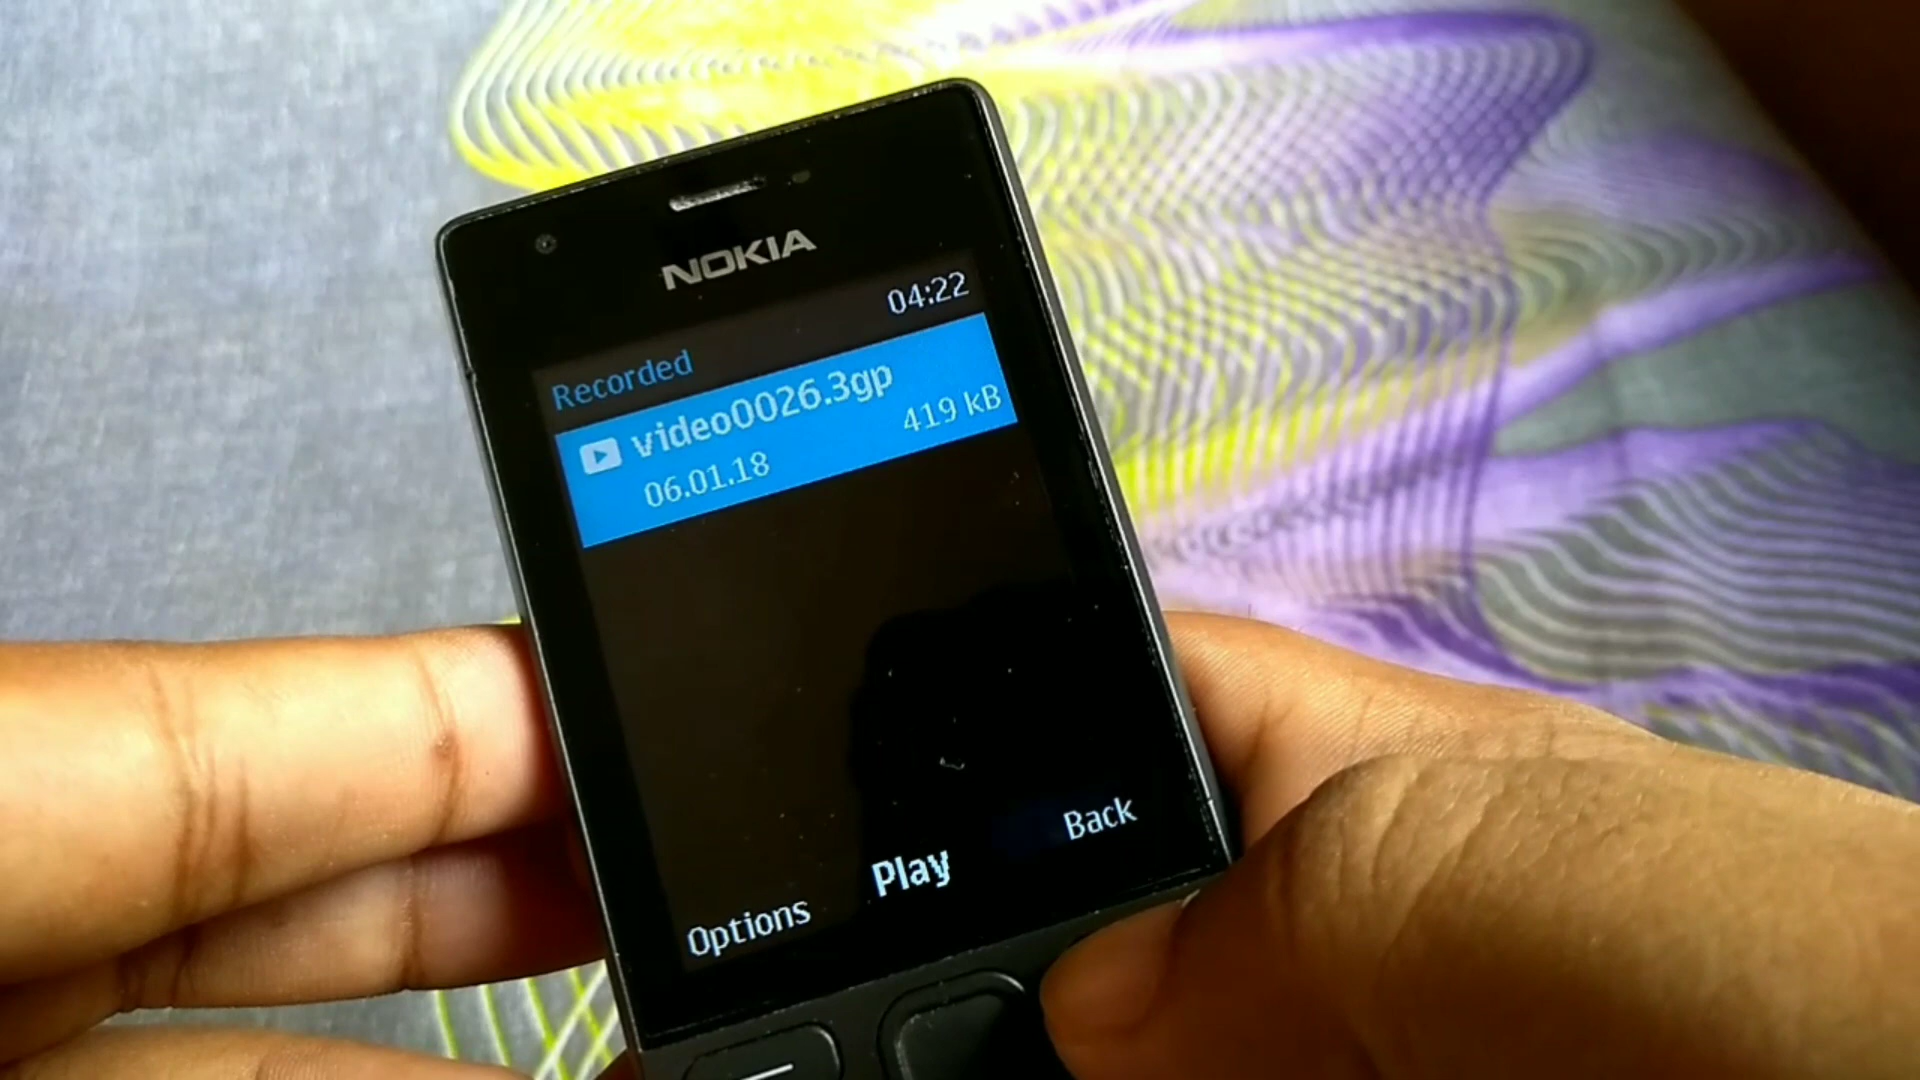 NOKIA
04:22
Recorded
Video0026.3gp
06.01.18 419 kB
Options Play Back